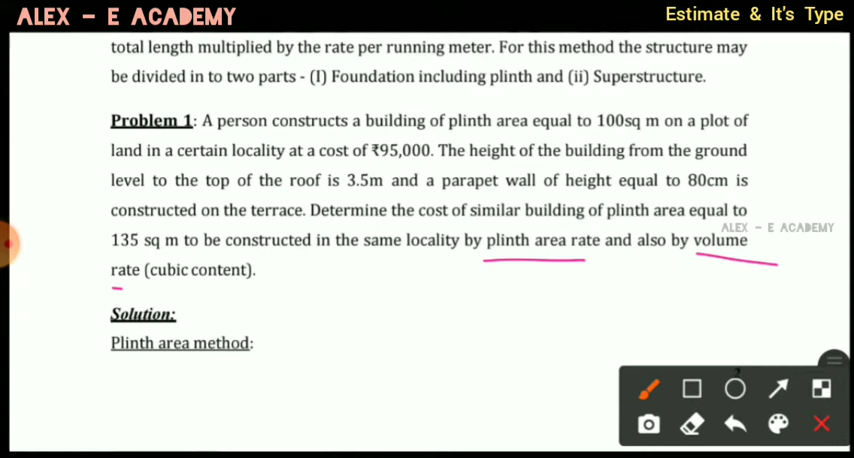 ALEX - E ACADEMY
Estimate & It's Type
total length multiplied by the rate per running meter. For this method the structure may
be divided in to two parts - (I) Foundation including plinth and (ii) Superstructure.
Problem 1: A person constructs a building of plinth area equal to 100sq m on a plot of
land in a certain locality at a cost of ₹95,000. The height of the building from the ground
level to the top of the roof is 3.5m and a parapet wall of height equal to 80cm is
constructed on the terrace. Determine the cost of similar building of plinth area equal to
ALEX - E ACADEMY
135 sq m to be constructed in the same locality by plinth area rate and also by volume
rate (cubic content).
Solution:
Plinth area method: